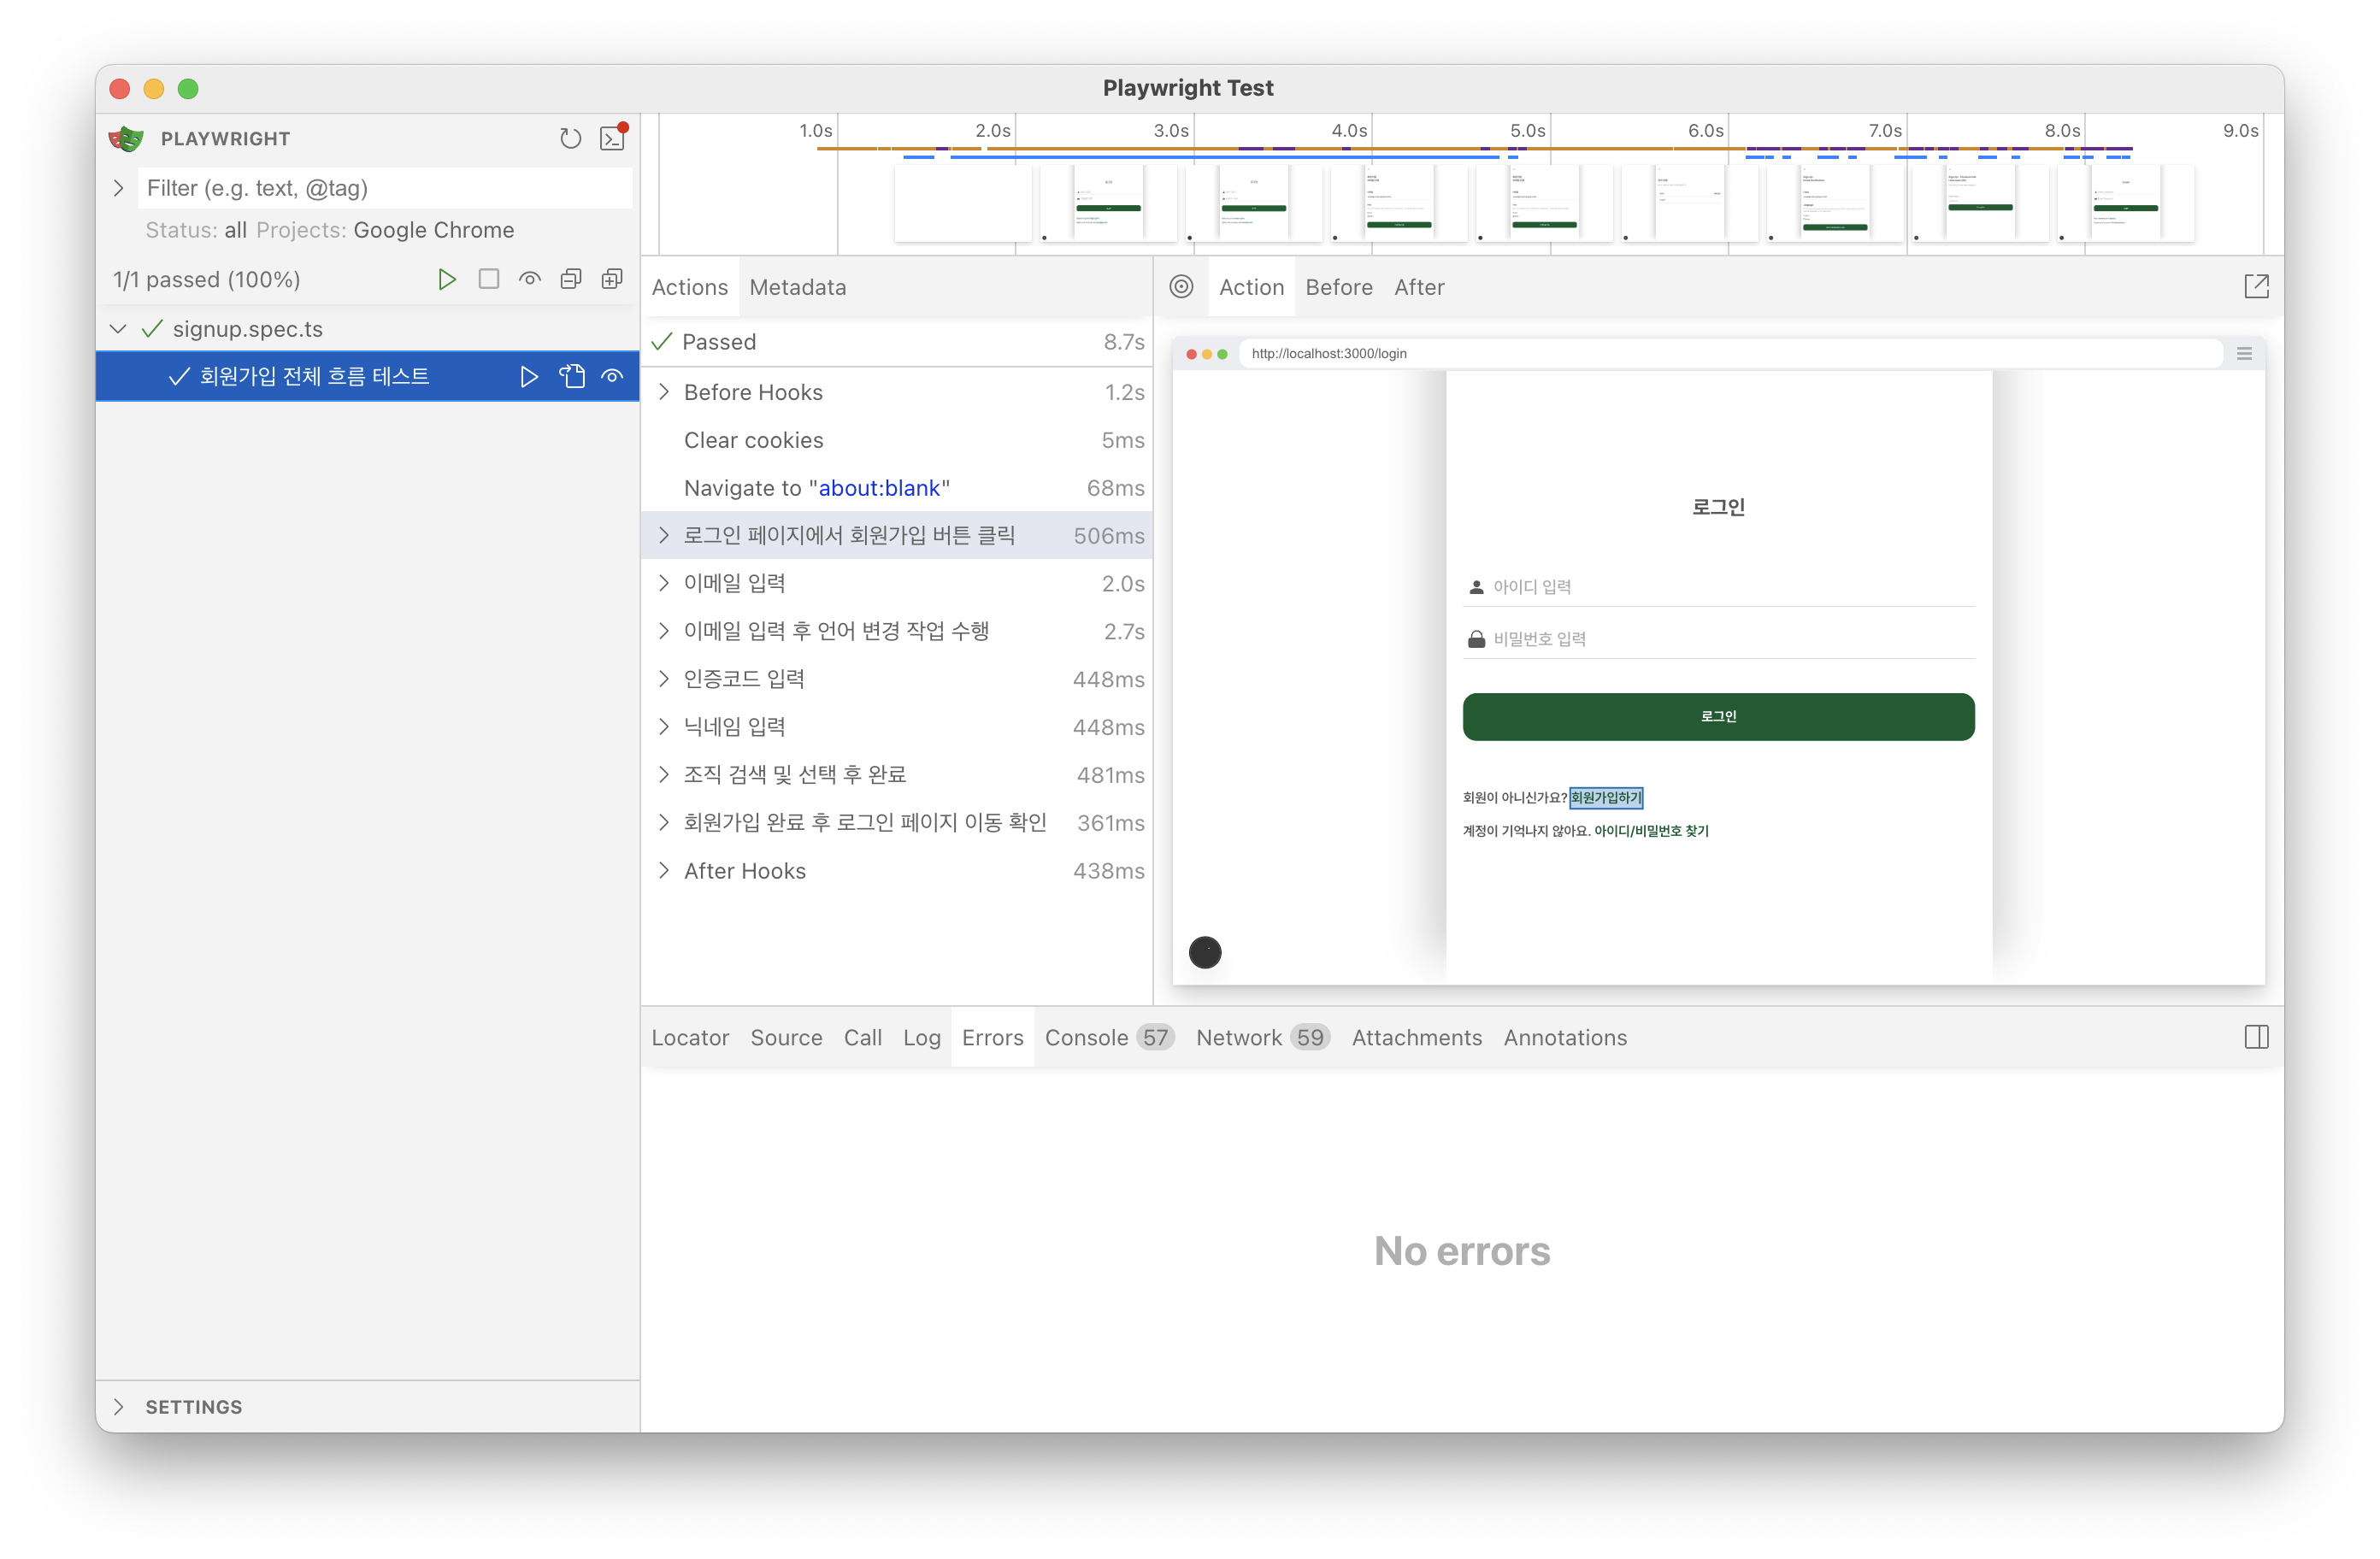 Playwright Test
PLAYWRIGHT
Filter (e.g. text, @tag)
Status: all Projects: Google Chrome
1/1 passed (100%)
signup.spec.ts
회원가입 전체 흐름 테스트
SETTINGS
1.0s 2.0s 3.0s 4.0s 5.0s 6.0s 7.0s 8.0s 9.0s
Actions Metadata
Passed 8.7s
Before Hooks 1.2s
Clear cookies 5ms
Navigate to "about:blank" 68ms
로그인 페이지에서 회원가입 버튼 클릭 506ms
이메일 입력 2.0s
이메일 입력 후 언어 변경 작업 수행 2.7s
인증코드 입력 448ms
닉네임 입력 448ms
조직 검색 및 선택 후 완료 481ms
회원가입 완료 후 로그인 페이지 이동 확인 361ms
After Hooks 438ms
Action Before After
http://localhost:3000/login
로그인
아이디 입력
비밀번호 입력
로그인
회원이 아니신가요? 회원가입하기
계정이 기억나지 않아요. 아이디/비밀번호 찾기
Locator Source Call Log Errors Console 57 Network 59 Attachments Annotations
No errors